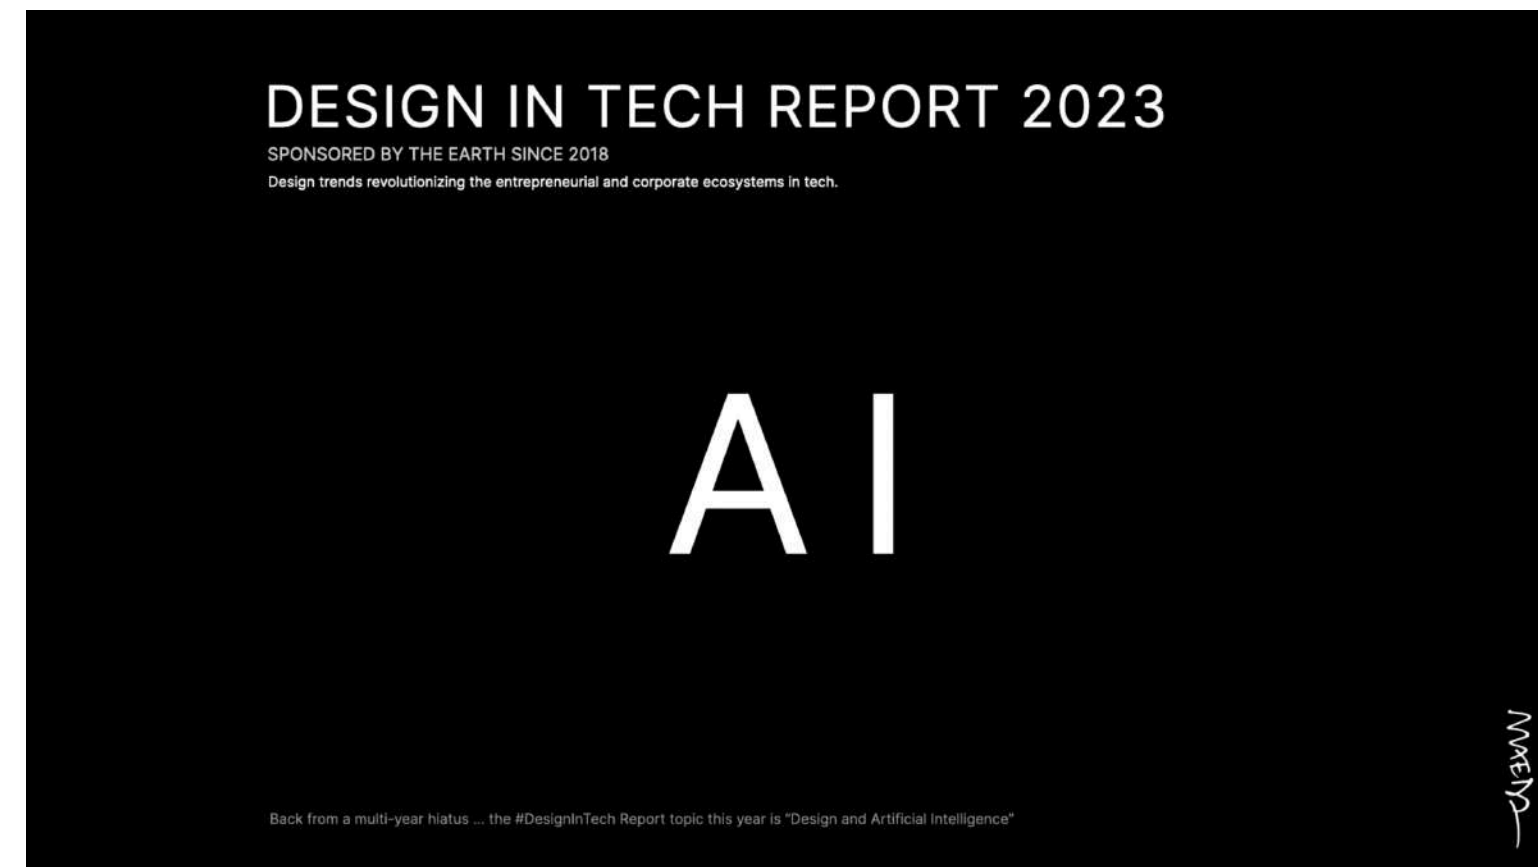 DESIGN IN TECH REPORT 2023
SPONSORED BY THE EARTH SINCE 2018
Design trends revolutionizing the entrepreneurial and corporate ecosystems in tech.
AI
Back from a multi-year hiatus ... the #DesignInTech Report topic this year is "Design and Artificial Intelligence"